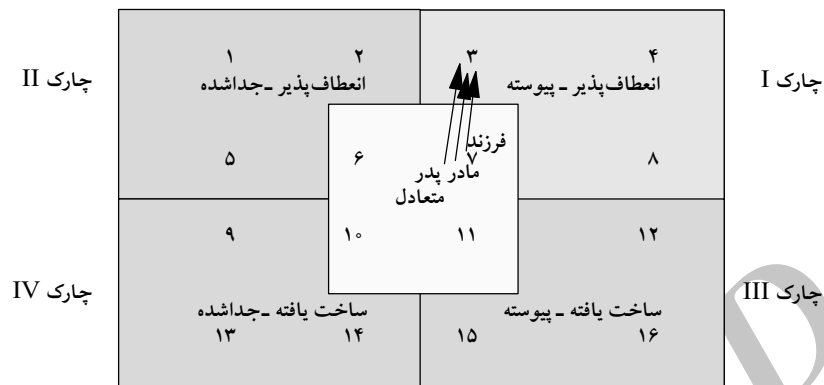 ۴ ۳ ۲ ۱
چارک I انعطاف‌پذیر ـ پیوسته انعطاف‌پذیر ـ جداشده چارک II
فرزند
۸ ۷ ۶ ۵
مادر پدر
متعادل
۱۲ ۱۱ ۱۰ ۹
چارک III چارک IV
ساخت یافته ـ پیوسته ساخت یافته ـ جداشده
۱۶ ۱۵ ۱۴ ۱۳